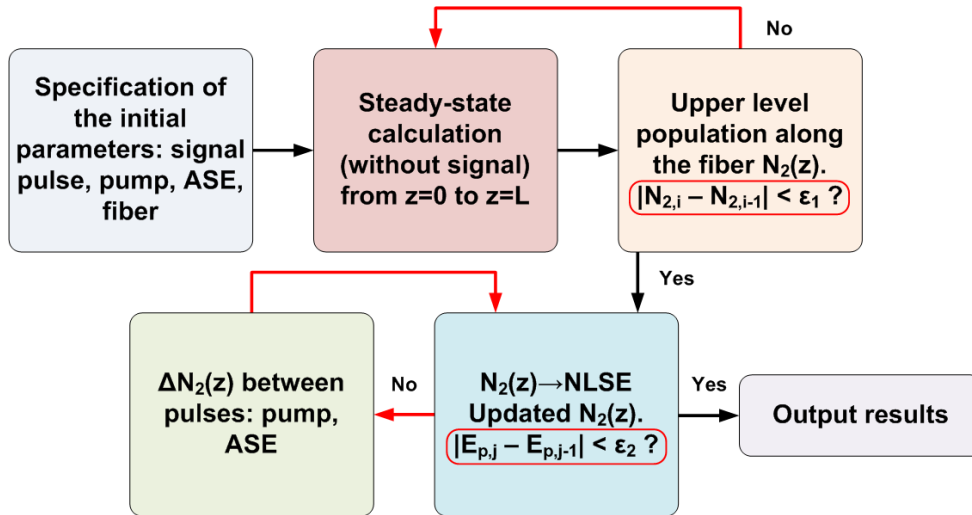 No
Specification of
the initial
parameters: signal
pulse, pump, ASE,
fiber
Steady-state
calculation
(without signal)
from z=0 to z=L
Upper level
population along
the fiber N₂(z).
|N₂,ᵢ – N₂,ᵢ₋₁| < ε₁ ?
Yes
ΔN₂(z) between
pulses: pump,
ASE
No
N₂(z)→NLSE
Updated N₂(z).
|Eₚ,ⱼ – Eₚ,ⱼ₋₁| < ε₂ ?
Yes
Output results